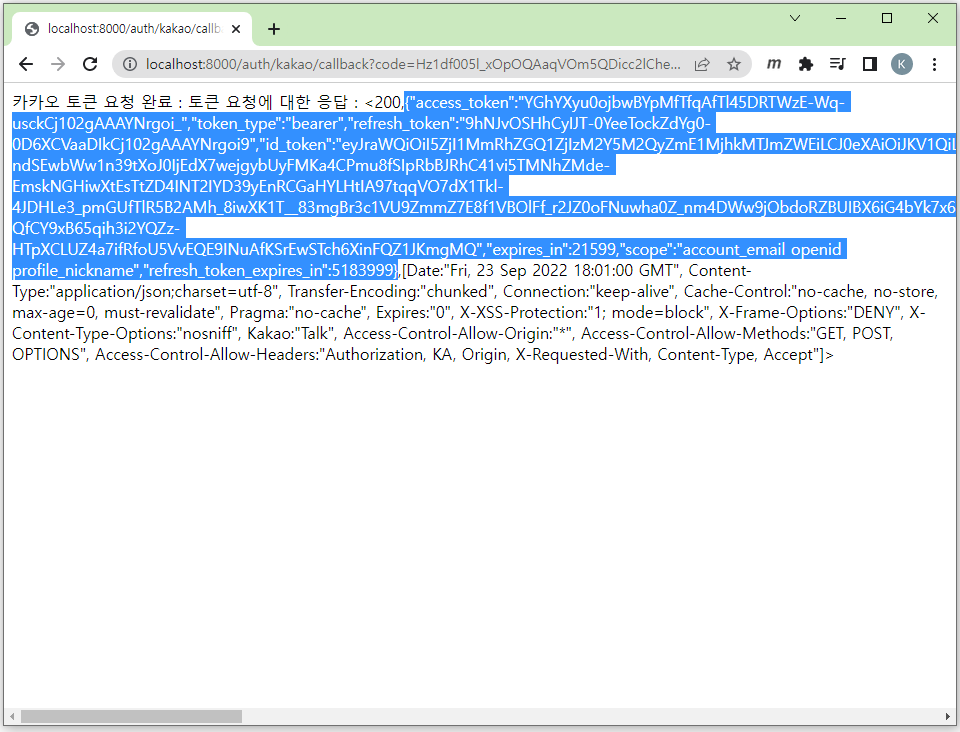 localhost:8000/auth/kakao/callb
localhost:8000/auth/kakao/callback?code=Hz1df005l_xOpOQAaqVOm5QDicc2lChe...
m
K
카카오 토큰 요청 완료 : 토큰 요청에 대한 응답 : <200,{"access_token":"YGhYXyu0ojbwBYpMfTfqAfTl45DRTWzE-Wq-
usckCj102gAAAYNrgoi_","token_type":"bearer","refresh_token":"9hNJvOSHhCylJT-0YeeTockZdYg0-
0D6XCVaaDlkCj102gAAAYNrgoi9","id_token":"eyJraWQiOiI5ZjI1MmRhZGQ1ZjIzM2Y5M2QyZmE1MjhkMTJmZWEiLCJ0eXAiOiJKV1QiL
ndSEwbWw1n39tXoJ0ljEdX7wejgybUyFMKa4CPmu8fSlpRbBJRhC41vi5TMNhZMde-
EmskNGHiwXtEsTtZD4INT2IYD39yEnRCGaHYLHtIA97tqqVO7dX1Tkl-
4JDHLe3_pmGUfTlR5B2AMh_8iwXK1T__83mgBr3c1VU9ZmmZ7E8f1VBOlFf_r2JZ0oFNuwha0Z_nm4DWw9jObdoRZBUIBX6iG4bYk7x6
QfCY9xB65qih3i2YQZz-
HTpXCLUZ4a7ifRfoU5VvEQE9INuAfKSrEwSTch6XinFQZ1JKmgMQ","expires_in":21599,"scope":"account_email openid
profile_nickname","refresh_token_expires_in":5183999},[Date:"Fri, 23 Sep 2022 18:01:00 GMT", Content-
Type:"application/json;charset=utf-8", Transfer-Encoding:"chunked", Connection:"keep-alive", Cache-Control:"no-cache, no-store,
max-age=0, must-revalidate", Pragma:"no-cache", Expires:"0", X-XSS-Protection:"1; mode=block", X-Frame-Options:"DENY", X-
Content-Type-Options:"nosniff", Kakao:"Talk", Access-Control-Allow-Origin:"*", Access-Control-Allow-Methods:"GET, POST,
OPTIONS", Access-Control-Allow-Headers:"Authorization, KA, Origin, X-Requested-With, Content-Type, Accept"]>